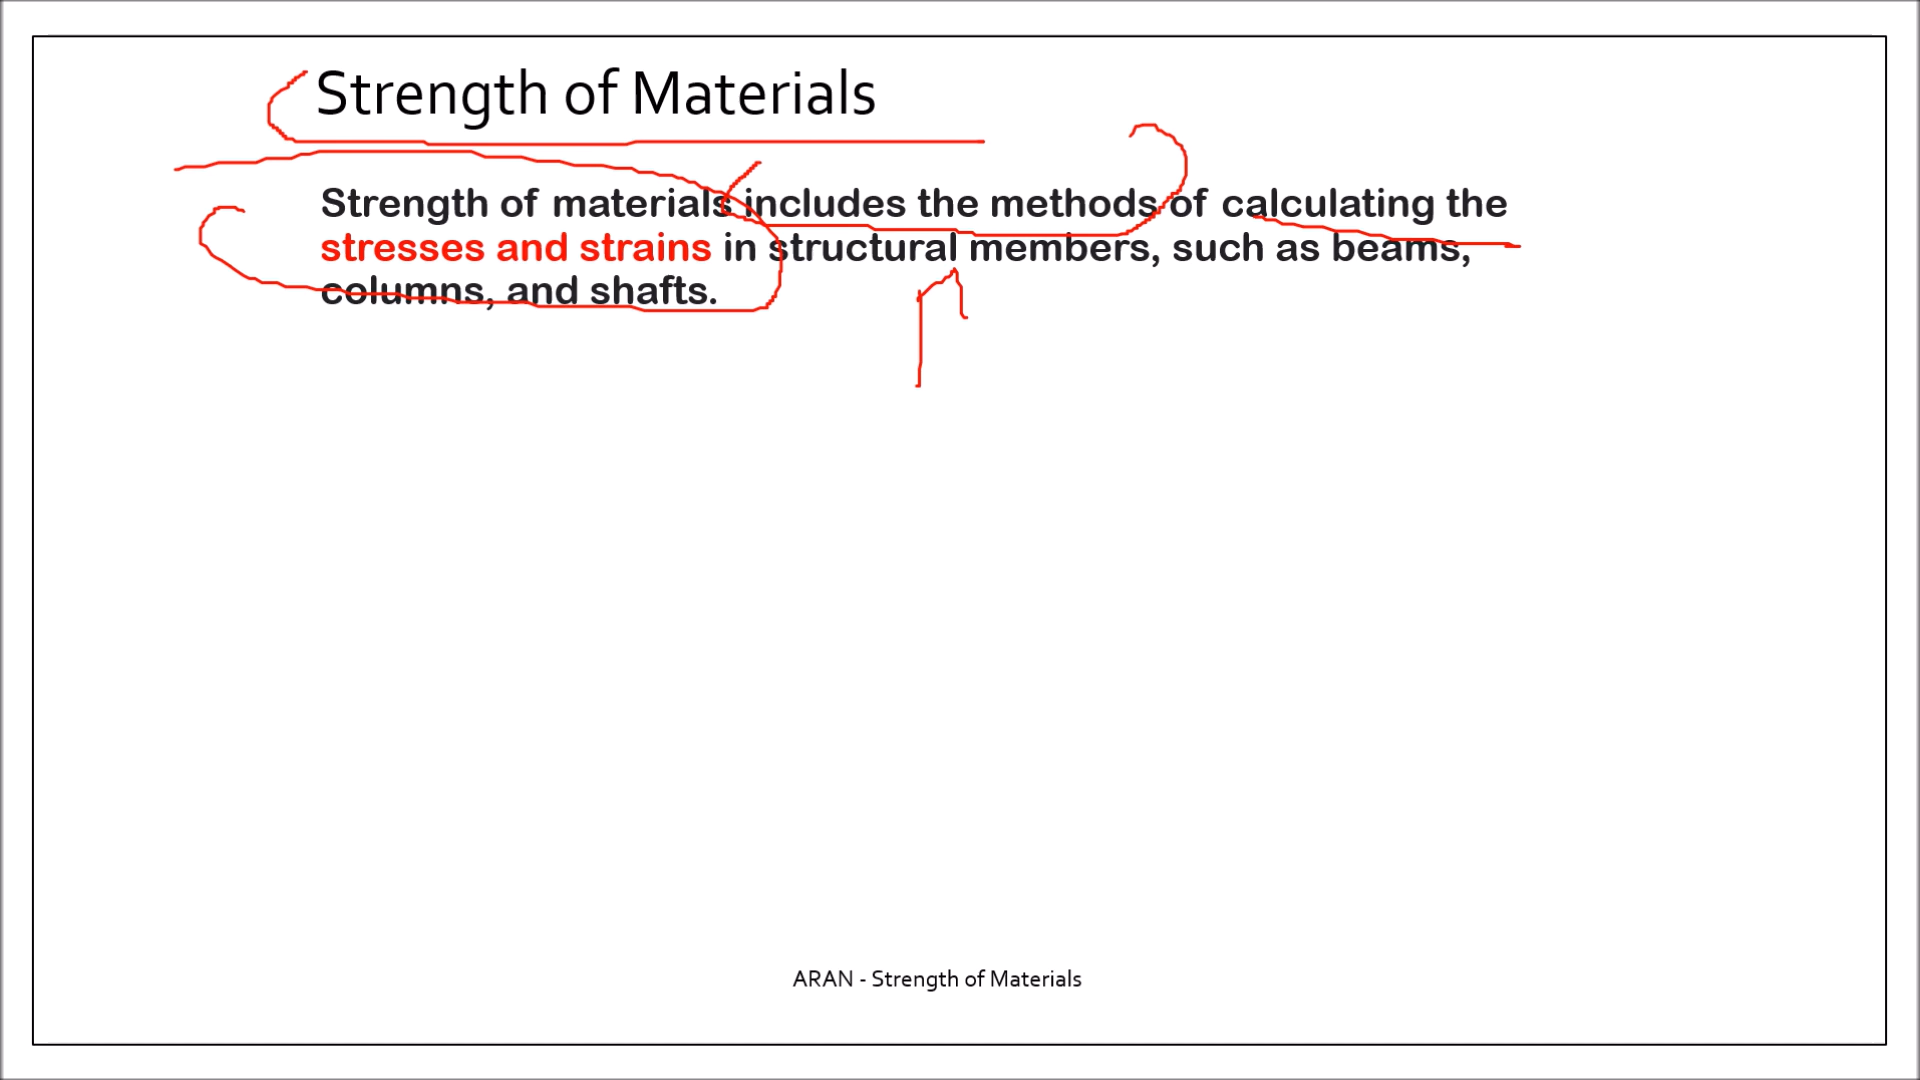 Strength of Materials
Strength of materials includes the methods of calculating the
stresses and strains in structural members, such as beams,
columns, and shafts.
ARAN - Strength of Materials